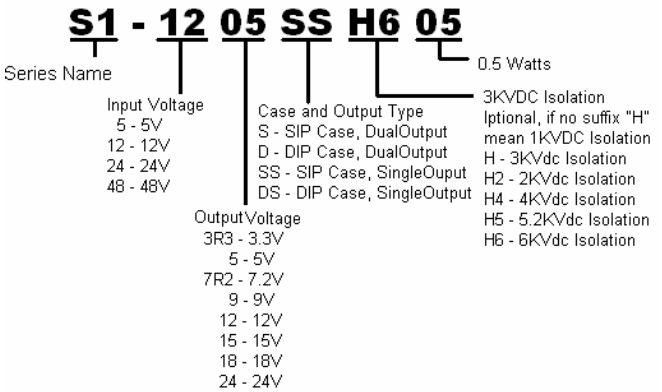 S1 - 12 05 SS H6 05
0.5 Watts
Series Name
3KVDC Isolation
Iptional, if no suffix "H"
mean 1KVDC Isolation
H - 3KVdc Isolation
H2 - 2KVdc Isolation
H4 - 4KVdc Isolation
H5 - 5.2KVdc Isolation
H6 - 6KVdc Isolation
Input Voltage
5 - 5V
12 - 12V
24 - 24V
48 - 48V
Case and Output Type
S - SIP Case, DualOutput
D - DIP Case, DualOutput
SS - SIP Case, SingleOuput
DS - DIP Case, SingleOutput
OutputVoltage
3R3 - 3.3V
5 - 5V
7R2 - 7.2V
9 - 9V
12 - 12V
15 - 15V
18 - 18V
24 - 24V